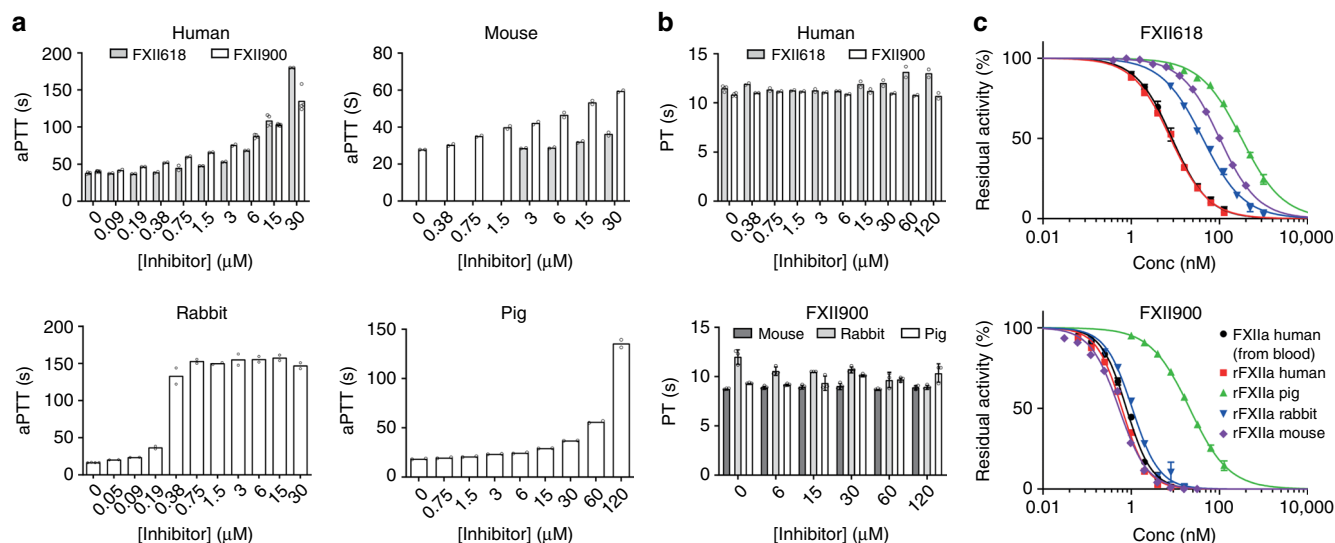 a
Human
FXII618 FXII900
aPTT (s)
200
150
100
50
0
0 0.09 0.19 0.38 0.75 1.5 3 6 15 30
[Inhibitor] (μM)
Mouse
aPTT (S)
80
60
40
20
0
0 0.38 0.75 1.5 3 6 15 30
[Inhibitor] (μM)
Rabbit
aPTT (s)
200
150
100
50
0
0 0.05 0.09 0.19 0.38 0.75 1.5 3 6 15 30
[Inhibitor] (μM)
Pig
aPTT (s)
150
100
50
0
0 0.75 1.5 3 6 15 30 60 120
[Inhibitor] (μM)
b
Human
FXII618 FXII900
PT (s)
15
10
5
0
0 0.38 0.75 1.5 3 6 15 30 60 120
[Inhibitor] (μM)
FXII900
Mouse Rabbit Pig
PT (s)
15
10
5
0
0 6 15 30 60 120
[Inhibitor] (μM)
c
FXII618
Residual activity (%)
100
50
0
0.01 1 100 10,000
Conc (nM)
FXII900
Residual activity (%)
100
50
0
0.01 1 100 10,000
Conc (nM)
FXIIa human
(from blood)
rFXIIa human
rFXIIa pig
rFXIIa rabbit
rFXIIa mouse